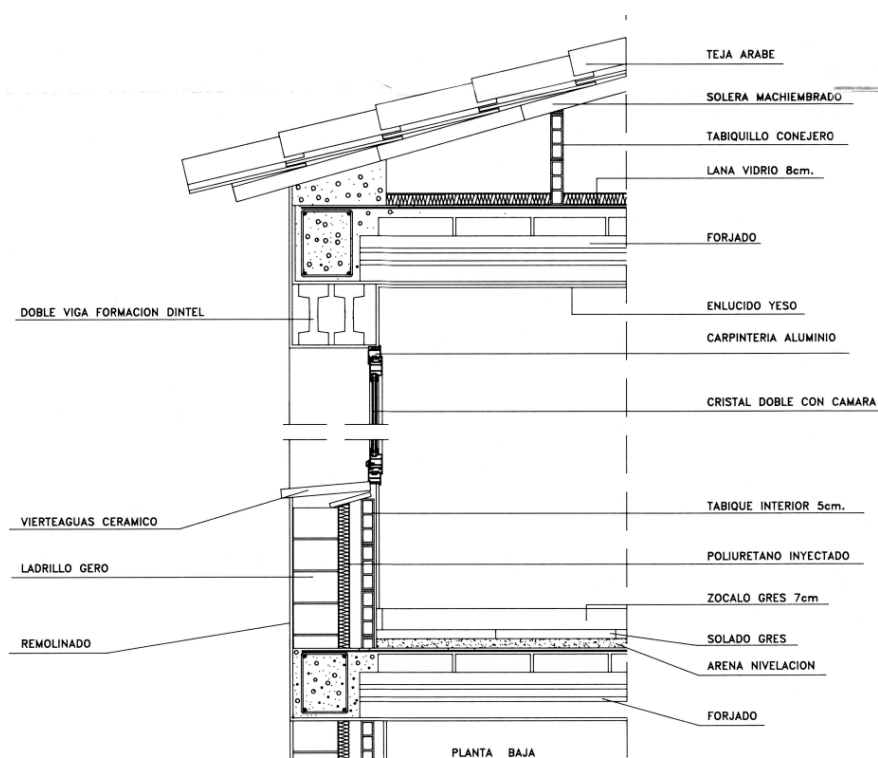 TEJA ARABE
SOLERA MACHIEMBRADO
TABIQUILLO CONEJERO
LANA VIDRIO 8cm.
FORJADO
DOBLE VIGA FORMACION DINTEL
ENLUCIDO YESO
CARPINTERIA ALUMINIO
CRISTAL DOBLE CON CAMARA
VIERTEAGUAS CERAMICO
TABIQUE INTERIOR 5cm.
LADRILLO GERO
POLIURETANO INYECTADO
ZOCALO GRES 7cm
REMOLINADO
SOLADO GRES
ARENA NIVELACION
FORJADO
PLANTA BAJA